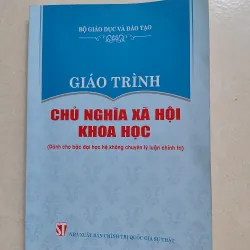 BỘ GIÁO DỤC VÀ ĐÀO TẠO
GIÁO TRÌNH
CHỦ NGHĨA XÃ HỘI
KHOA HỌC
(Dành cho bậc đại học hệ không chuyên lý luận chính trị)
NHÀ XUẤT BẢN CHÍNH TRỊ QUỐC GIA SỰ THẬT